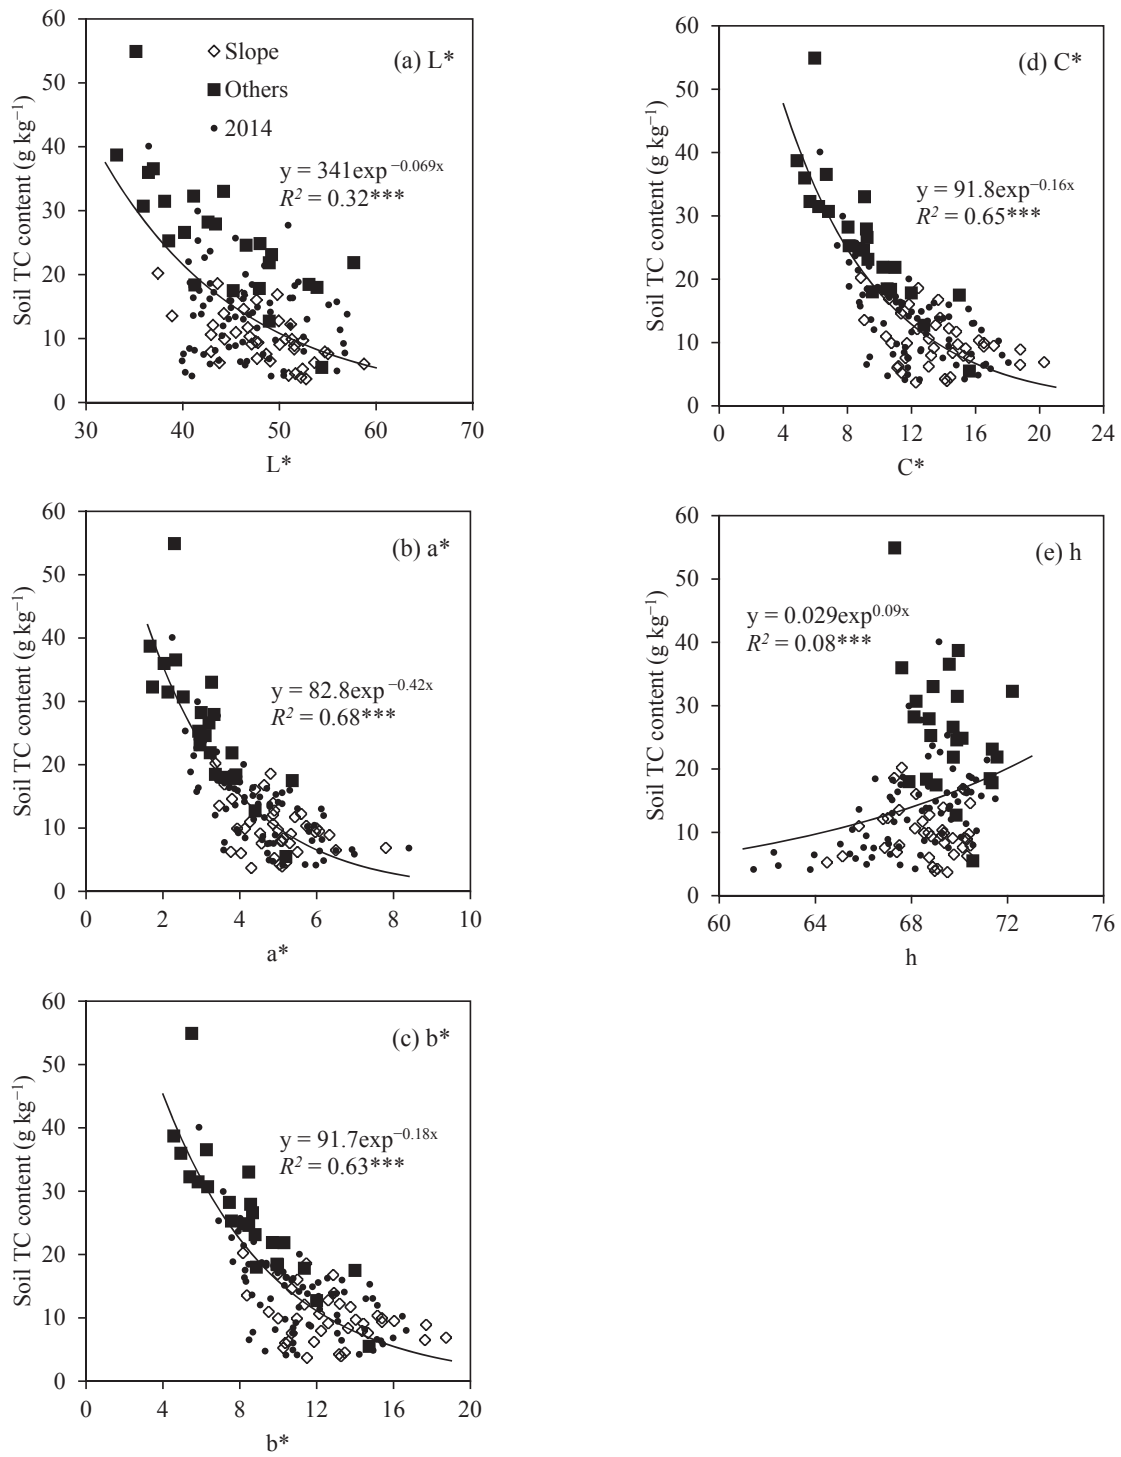 60
50
40
30
20
10
0
30
40
50
60
70
Soil TC content (g kg⁻¹)
L*
Slope
Others
2014
(a) L*
y = 341exp⁻⁰·⁰⁶⁹ˣ
R² = 0.32***
60
50
40
30
20
10
0
0
4
8
12
16
20
24
Soil TC content (g kg⁻¹)
C*
(d) C*
y = 91.8exp⁻⁰·¹⁶ˣ
R² = 0.65***
60
50
40
30
20
10
0
0
2
4
6
8
10
Soil TC content (g kg⁻¹)
a*
(b) a*
y = 82.8exp⁻⁰·⁴²ˣ
R² = 0.68***
60
50
40
30
20
10
0
60
64
68
72
76
Soil TC content (g kg⁻¹)
h
(e) h
y = 0.029exp⁰·⁰⁹ˣ
R² = 0.08***
60
50
40
30
20
10
0
0
4
8
12
16
20
Soil TC content (g kg⁻¹)
b*
(c) b*
y = 91.7exp⁻⁰·¹⁸ˣ
R² = 0.63***